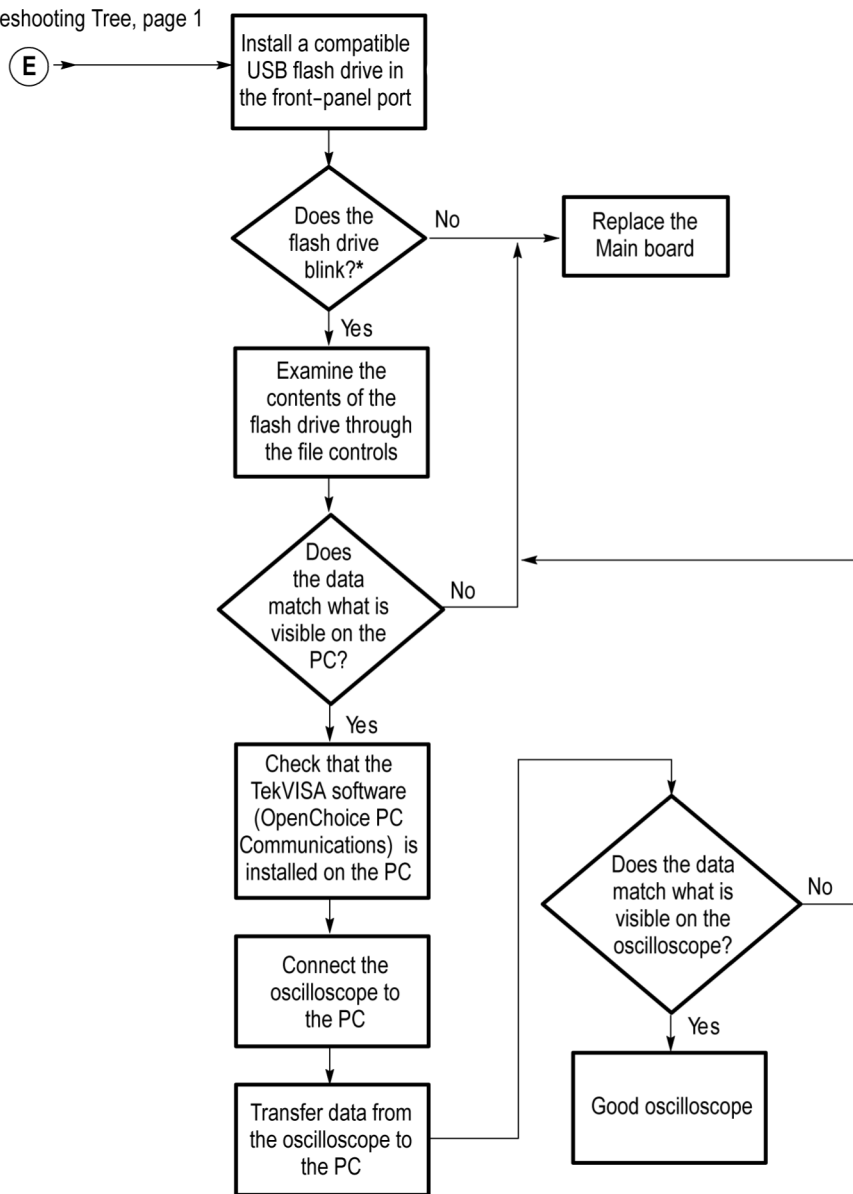 eshooting Tree, page 1
E
Install a compatible
USB flash drive in
the front-panel port
Does the
flash drive
blink?*
No
Replace the
Main board
Yes
Examine the
contents of the
flash drive through
the file controls
Does
the data
match what is
visible on the
PC?
No
Yes
Check that the
TekVISA software
(OpenChoice PC
Communications) is
installed on the PC
Connect the
oscilloscope to
the PC
Transfer data from
the oscilloscope to
the PC
Does the data
match what is
visible on the
oscilloscope?
No
Yes
Good oscilloscope